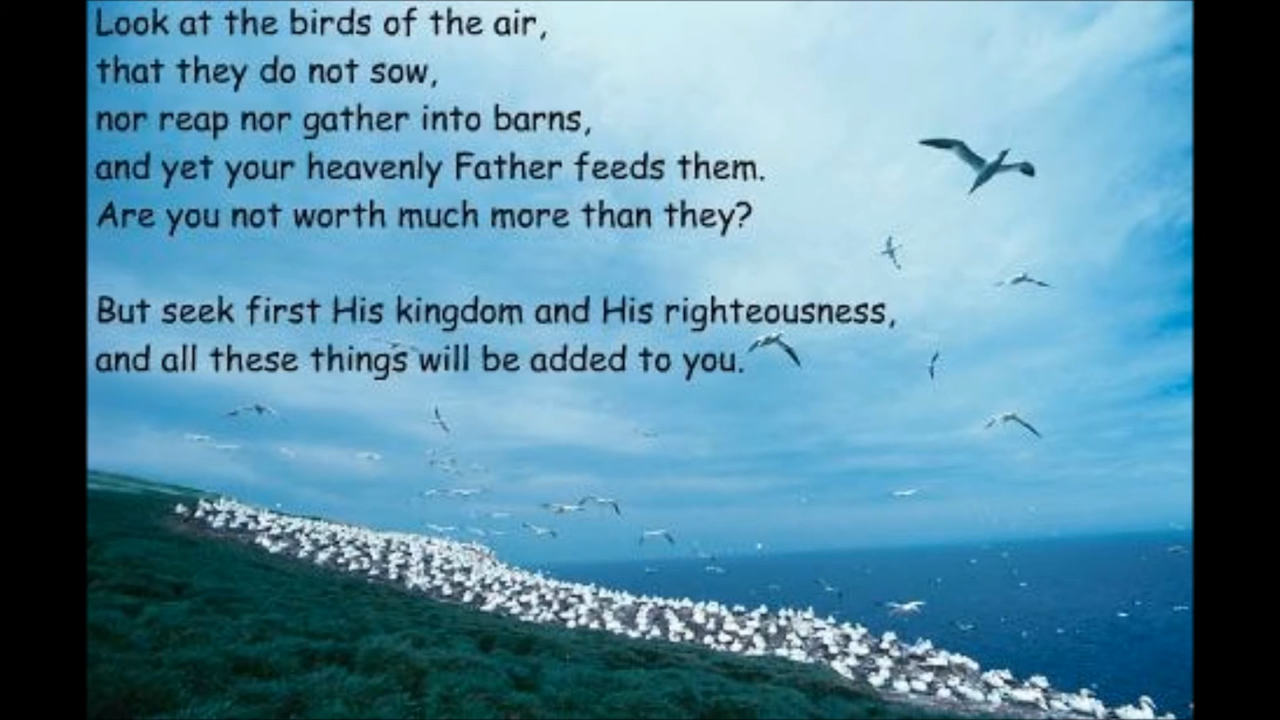 Look at the birds of the air,
that they do not sow,
nor reap nor gather into barns,
and yet your heavenly Father feeds them.
Are you not worth much more than they?
But seek first His kingdom and His righteousness,
and all these things will be added to you.